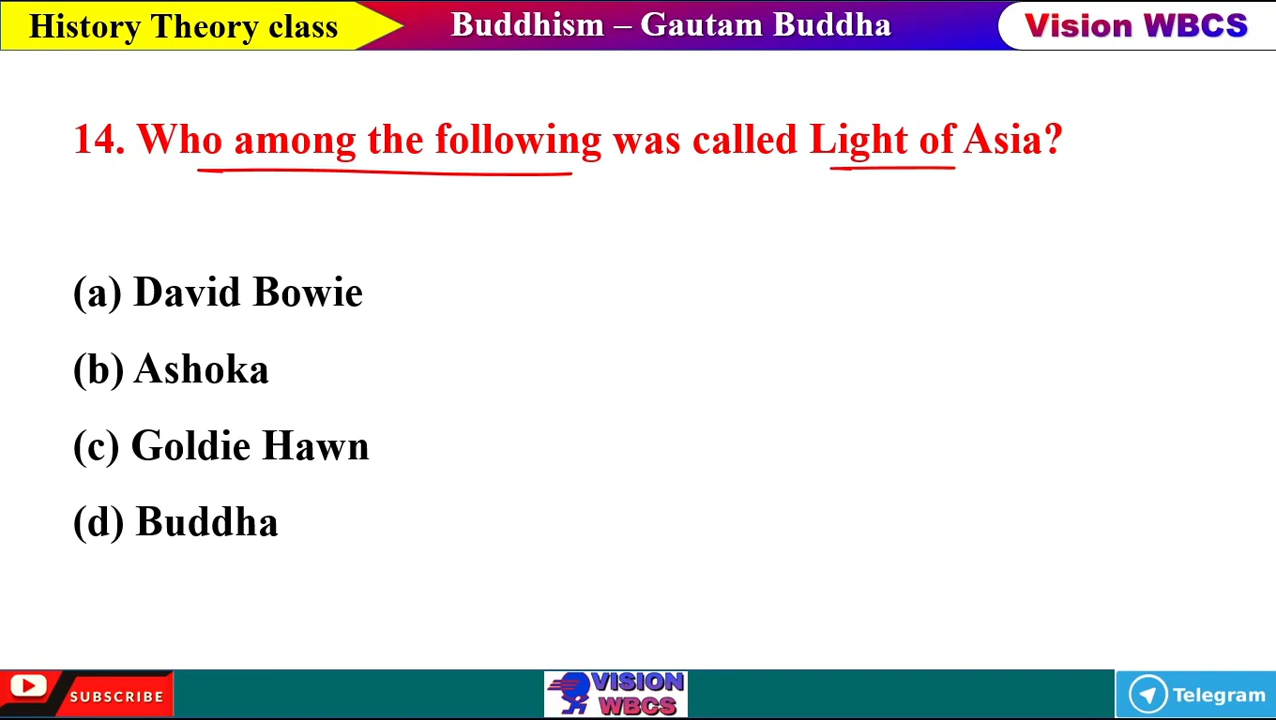 History Theory class
Buddhism – Gautam Buddha
Vision WBCS
14. Who among the following was called Light of Asia?
(a) David Bowie
(b) Ashoka
(c) Goldie Hawn
(d) Buddha
SUBSCRIBE
VISION
WBCS
Telegram